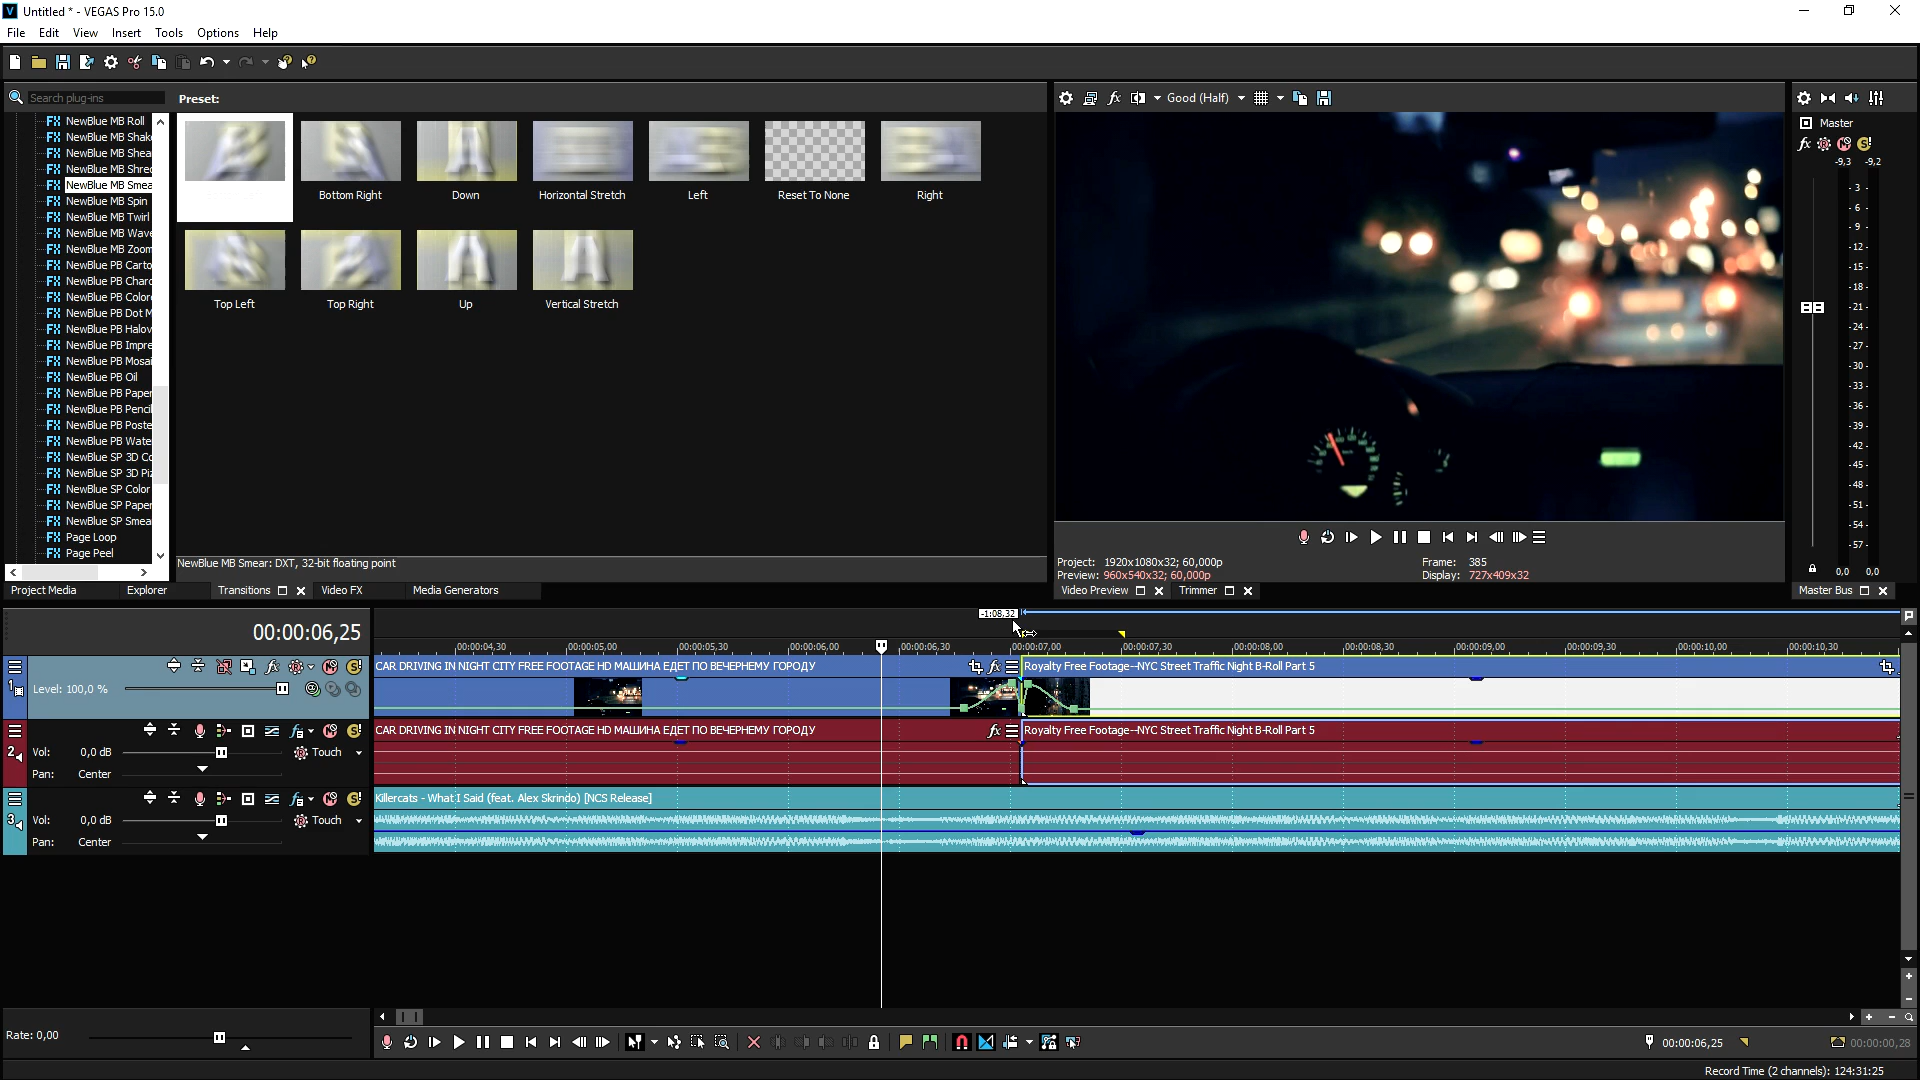 Untitled * - VEGAS Pro 15.0
File Edit View Insert Tools Options Help
Search plug-ins
Preset:
NewBlue MB Roll
NewBlue MB Shak
NewBlue MB Shea
NewBlue MB Shred
NewBlue MB Smea
NewBlue MB Spin
NewBlue MB Twirl
NewBlue MB Wave
NewBlue MB Zoom
NewBlue PB Carto
NewBlue PB Charc
NewBlue PB Color
NewBlue PB Dot M
NewBlue PB Halov
NewBlue PB Impre
NewBlue PB Mosai
NewBlue PB Oil
NewBlue PB Paper
NewBlue PB Pencil
NewBlue PB Poste
NewBlue PB Wate
NewBlue SP 3D Co
NewBlue SP 3D Piz
NewBlue SP Color
NewBlue SP Paper
NewBlue SP Smea
Page Loop
Page Peel
Bottom Right
Down
Horizontal Stretch
Left
Reset To None
Right
Top Left
Top Right
Up
Vertical Stretch
NewBlue MB Smear: DXT, 32-bit floating point
Project Media Explorer Transitions Video FX Media Generators
Good (Half)
Project: 1920x1080x32; 60,000p
Preview: 960x540x32; 60,000p
Frame: 385
Display: 727x409x32
Video Preview Trimmer
Master
-9,3 -9,2
- 3 -
- 6 -
- 9 -
-12-
-15-
-18-
-21-
-24-
-27-
-30-
-33-
-36-
-39-
-42-
-45-
-48-
-51-
-54-
-57-
0,0 0,0
Master Bus
00:00:06,25
-1:08,32
00:00:04,30 00:00:05,00 00:00:05,30 00:00:06,00 00:00:06,30 00:00:07,00 00:00:07,30 00:00:08,00 00:00:08,30 00:00:09,00 00:00:09,30 00:00:10,00 00:00:10,30
1
Level: 100,0 %
CAR DRIVING IN NIGHT CITY FREE FOOTAGE HD МАШИНА ЕДЕТ ПО ВЕЧЕРНЕМУ ГОРОДУ
Royalty Free Footage--NYC Street Traffic Night B-Roll Part 5
2
Vol: 0,0 dB Touch
Pan: Center
CAR DRIVING IN NIGHT CITY FREE FOOTAGE HD МАШИНА ЕДЕТ ПО ВЕЧЕРНЕМУ ГОРОДУ
Royalty Free Footage--NYC Street Traffic Night B-Roll Part 5
3
Vol: 0,0 dB Touch
Pan: Center
Killercats - What I Said (feat. Alex Skrindo) [NCS Release]
Rate: 0,00
00:00:06,25
00:00:00,28
Record Time (2 channels): 124:31:25